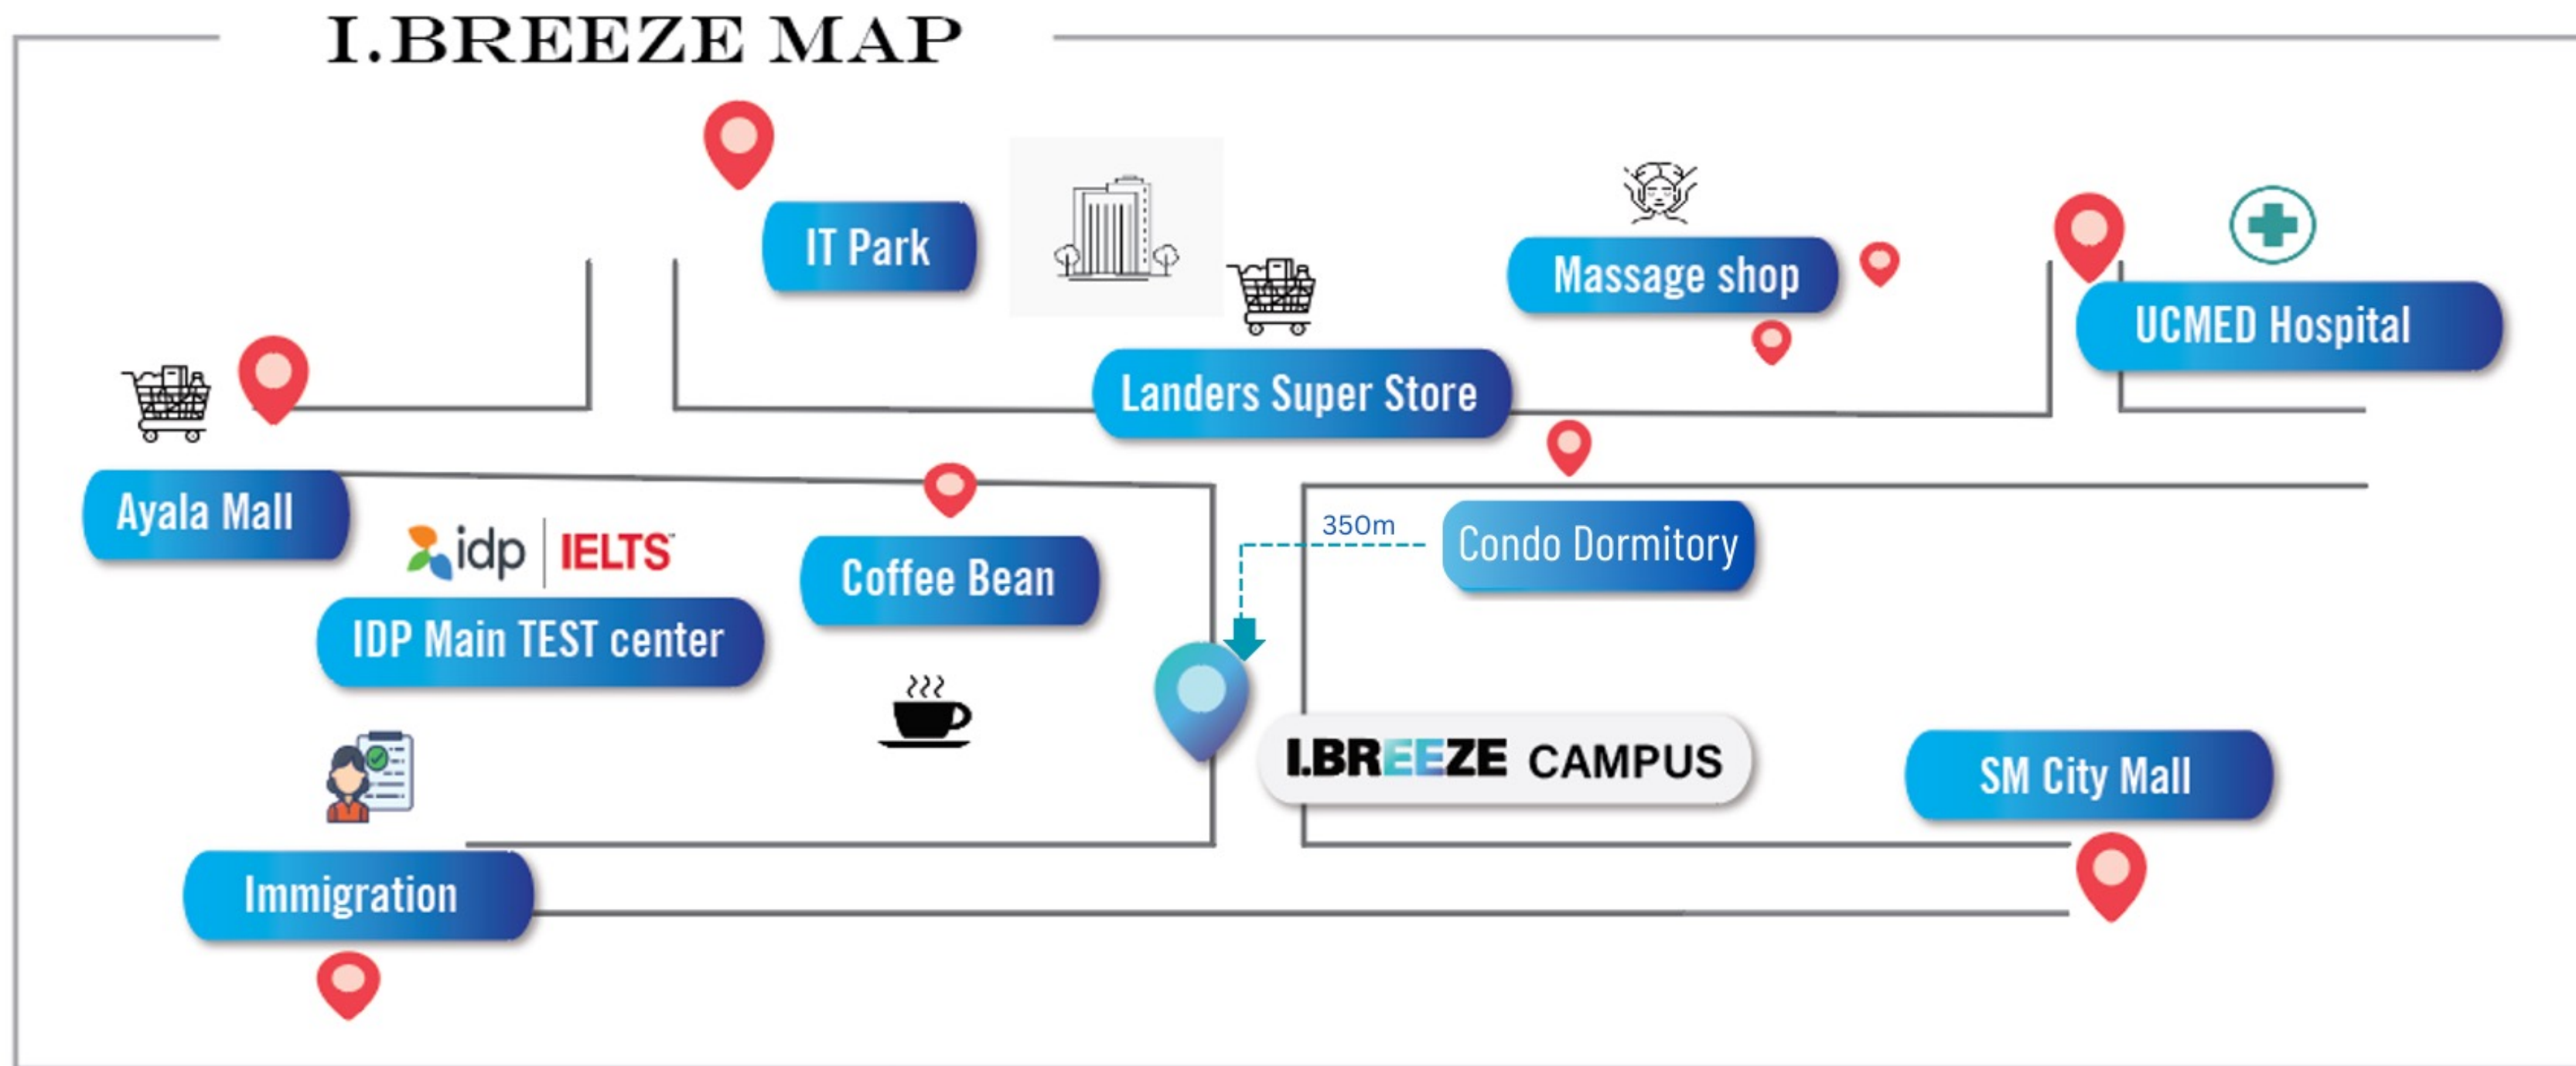 I.BREEZE MAP
IT Park
Massage shop
UCMED Hospital
Landers Super Store
Ayala Mall
idp | IELTS™
350m
Condo Dormitory
Coffee Bean
IDP Main TEST center
I.BREEZE CAMPUS
SM City Mall
Immigration